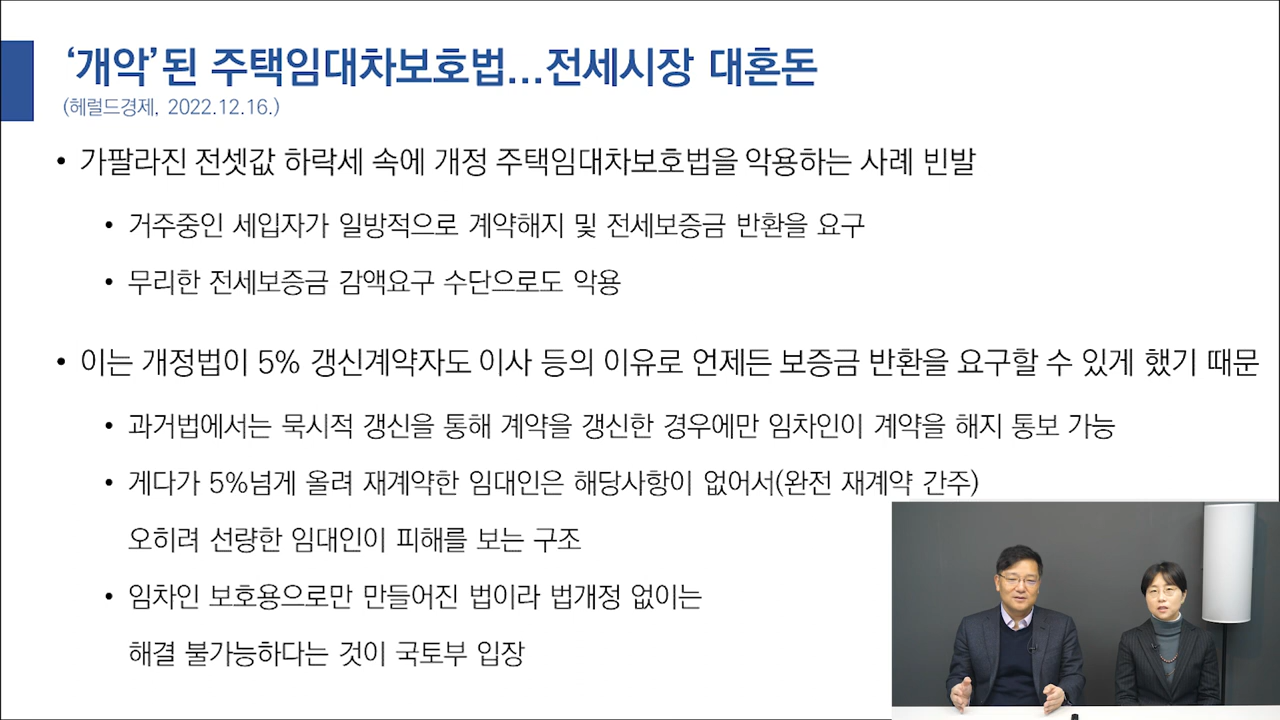 ‘개악’된 주택임대차보호법...전세시장 대혼돈
(헤럴드경제, 2022.12.16.)
• 가팔라진 전셋값 하락세 속에 개정 주택임대차보호법을 악용하는 사례 빈발
• 거주중인 세입자가 일방적으로 계약해지 및 전세보증금 반환을 요구
• 무리한 전세보증금 감액요구 수단으로도 악용
• 이는 개정법이 5% 갱신계약자도 이사 등의 이유로 언제든 보증금 반환을 요구할 수 있게 했기 때문
• 과거법에서는 묵시적 갱신을 통해 계약을 갱신한 경우에만 임차인이 계약을 해지 통보 가능
• 게다가 5%넘게 올려 재계약한 임대인은 해당사항이 없어서(완전 재계약 간주)
오히려 선량한 임대인이 피해를 보는 구조
• 임차인 보호용으로만 만들어진 법이라 법개정 없이는
해결 불가능하다는 것이 국토부 입장